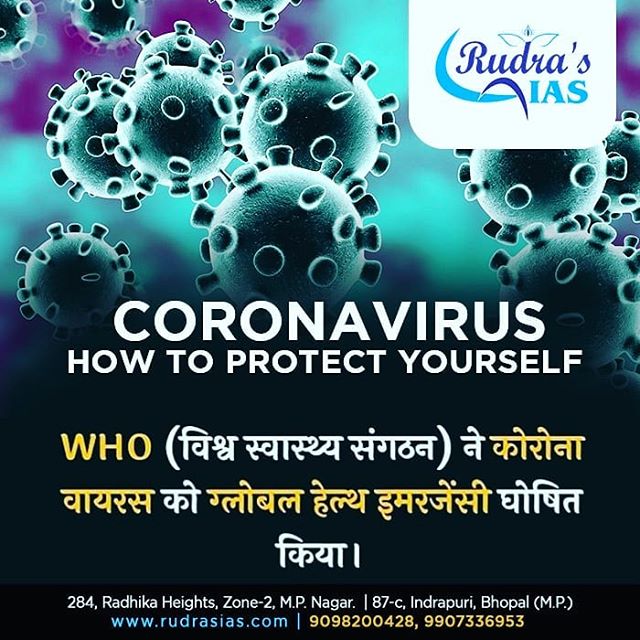 Rudra's
IAS
CORONAVIRUS
HOW TO PROTECT YOURSELF
WHO (विश्व स्वास्थ्य संगठन) ने कोरोना
वायरस को ग्लोबल हेल्थ इमरजेंसी घोषित
किया।
284, Radhika Heights, Zone-2, M.P. Nagar. | 87-c, Indrapuri, Bhopal (M.P.)
www.rudrasias.com | 9098200428, 9907336953